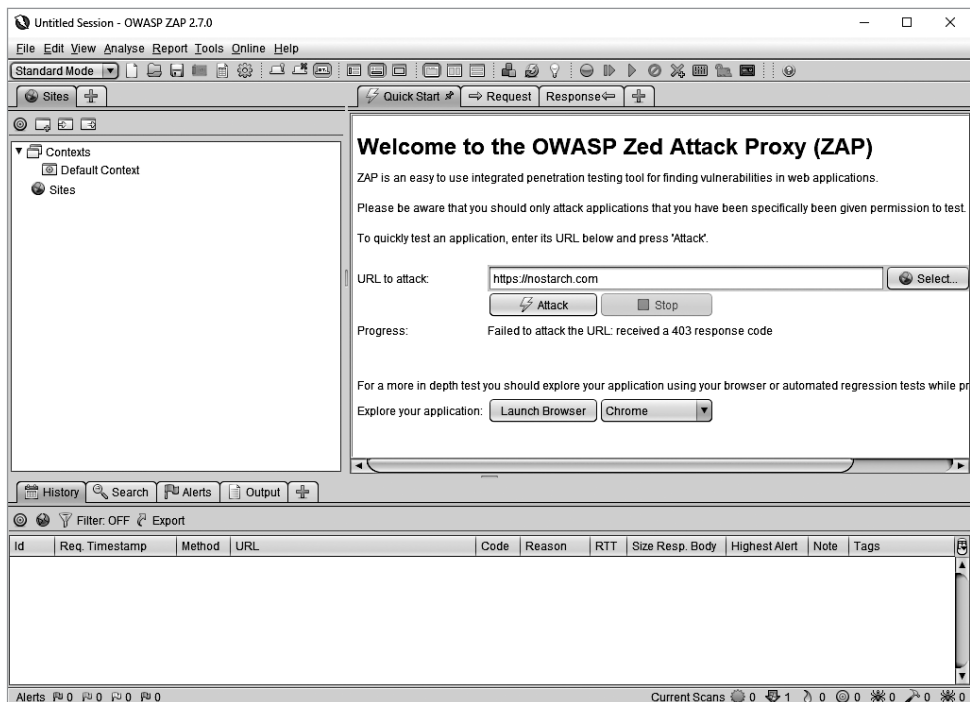 Untitled Session - OWASP ZAP 2.7.0
File Edit View Analyse Report Tools Online Help
Standard Mode
Sites
Quick Start
Request
Response
Contexts
Default Context
Sites
Welcome to the OWASP Zed Attack Proxy (ZAP)
ZAP is an easy to use integrated penetration testing tool for finding vulnerabilities in web applications.
Please be aware that you should only attack applications that you have been specifically been given permission to test.
To quickly test an application, enter its URL below and press 'Attack'.
URL to attack: https://nostarch.com Select...
Attack Stop
Progress: Failed to attack the URL: received a 403 response code
For a more in depth test you should explore your application using your browser or automated regression tests while pr
Explore your application: Launch Browser Chrome
History Search Alerts Output
Filter: OFF Export
Id Req. Timestamp Method URL Code Reason RTT Size Resp. Body Highest Alert Note Tags
Alerts 0 0 0 0 Current Scans 0 1 0 0 0 0 0